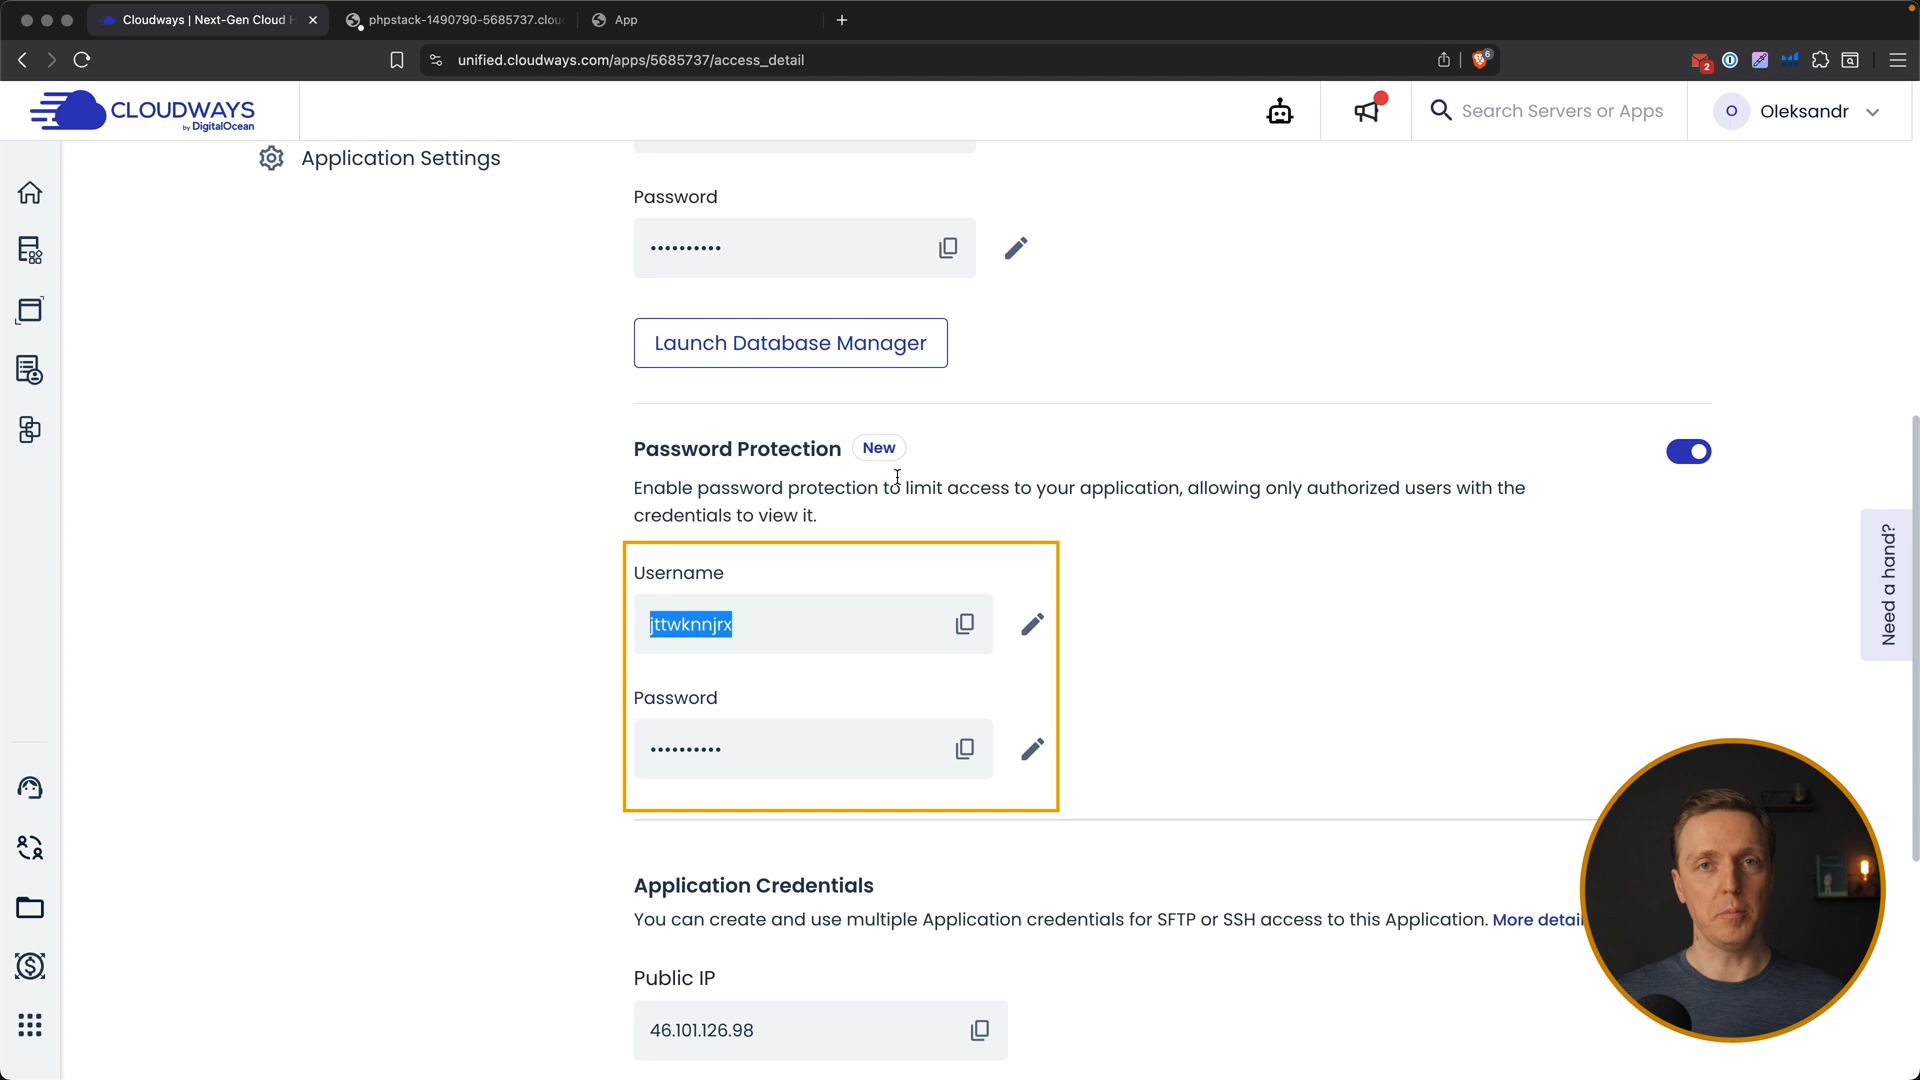 Cloudways | Next-Gen Cloud H
phpstack-1490790-5685737.clou
App
unified.cloudways.com/apps/5685737/access_detail
6
2
CLOUDWAYS
by DigitalOcean
Search Servers or Apps
O
Oleksandr
Application Settings
Password
••••••••••
Launch Database Manager
Password Protection
New
Enable password protection to limit access to your application, allowing only authorized users with the
credentials to view it.
Username
jttwknnjrx
Password
••••••••••
Need a hand?
Application Credentials
You can create and use multiple Application credentials for SFTP or SSH access to this Application. More detail
Public IP
46.101.126.98